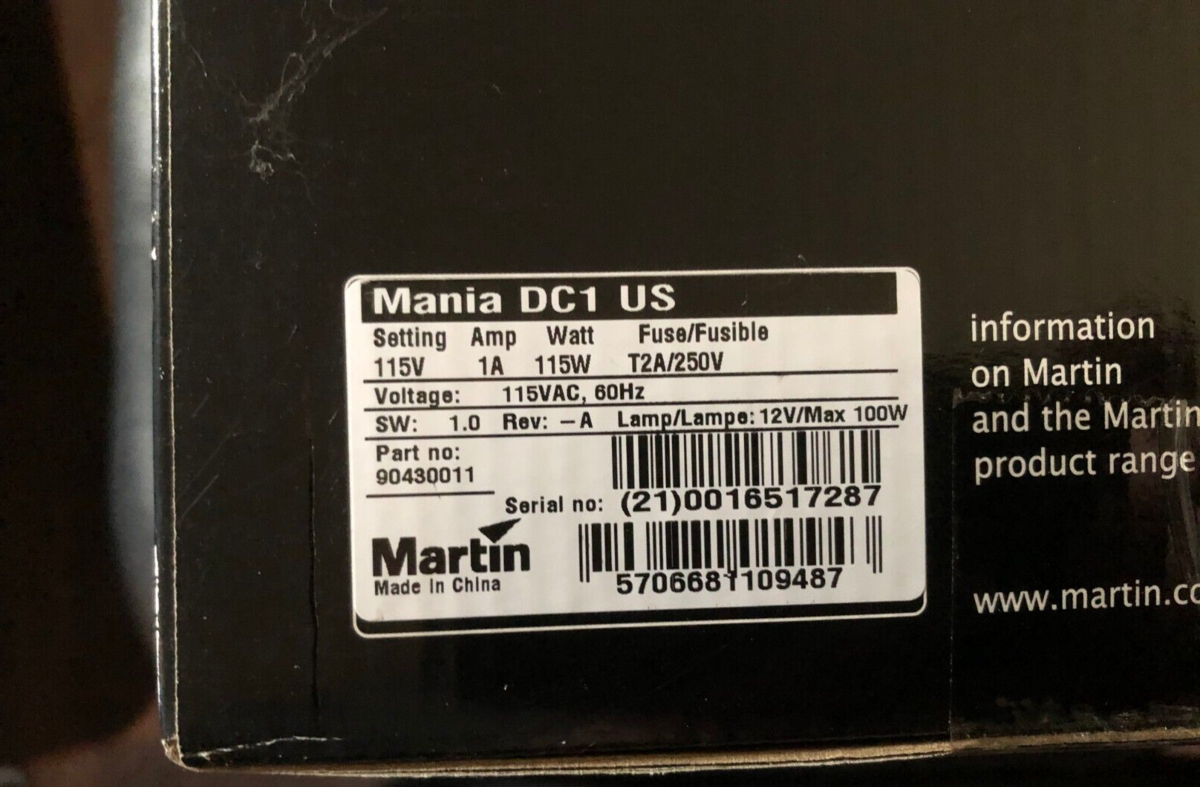 Mania DC1 US
Setting Amp Watt Fuse/Fusible
115V 1A 115W T2A/250V
Voltage: 115VAC, 60Hz
SW: 1.0 Rev: –A Lamp/Lampe: 12V/Max 100W
Part no:
90430011
Serial no: (21)0016517287
Martin
Made in China
5706681109487
information
on Martin
and the Martin
product range
www.martin.co